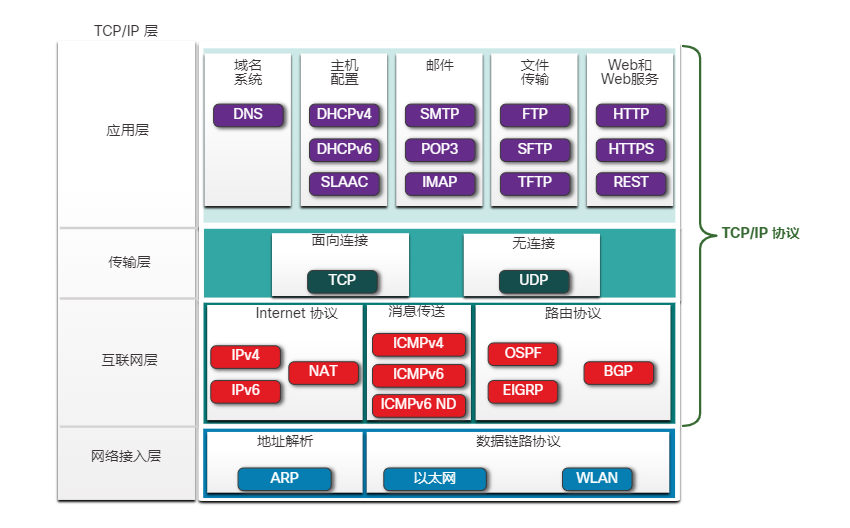 TCP/IP 层
应用层
域名
系统
DNS
主机
配置
DHCPv4
DHCPv6
SLAAC
邮件
SMTP
POP3
IMAP
文件
传输
FTP
SFTP
TFTP
Web和
Web服务
HTTP
HTTPS
REST
TCP/IP 协议
传输层
面向连接
TCP
无连接
UDP
互联网层
Internet 协议
IPv4
IPv6
NAT
消息传送
ICMPv4
ICMPv6
ICMPv6 ND
路由协议
OSPF
EIGRP
BGP
网络接入层
地址解析
ARP
数据链路协议
以太网
WLAN